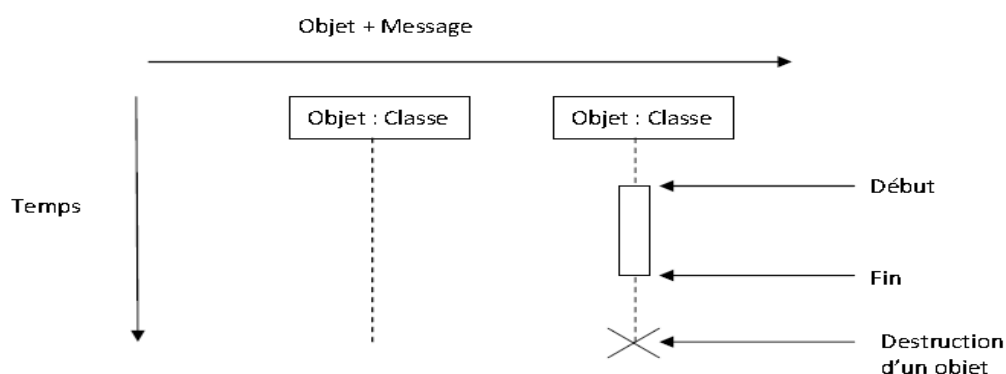 Objet + Message
Objet : Classe
Objet : Classe
Temps
Début
Fin
Destruction
d'un objet